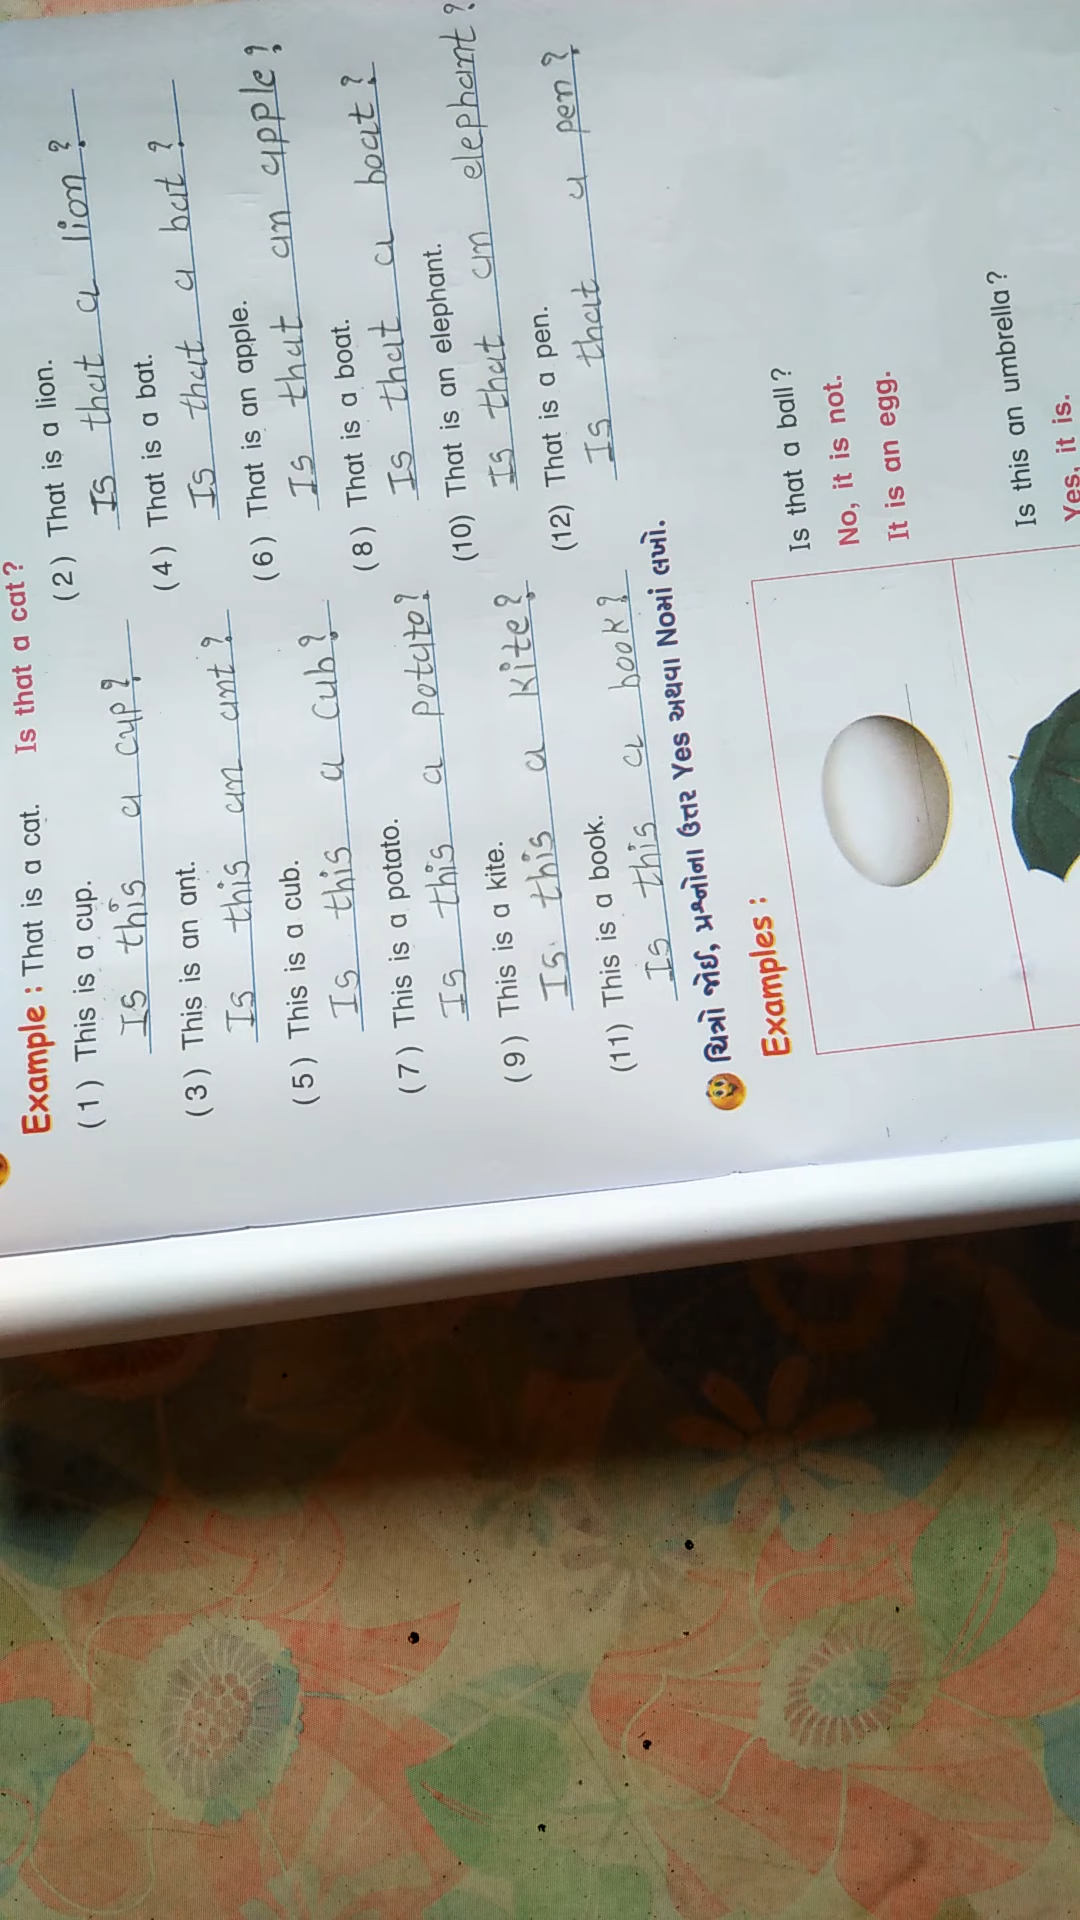 Example : That is a cat. Is that a cat?
(1) This is a cup. (2) That is a lion.
Is this a cup? Is that a lion?
(3) This is an ant. (4) That is a bat.
Is this an ant? Is that a bat?
(5) This is a cub. (6) That is an apple.
Is this a cub? Is that an apple?
(7) This is a potato. (8) That is a boat.
Is this a potato? Is that a boat?
(9) This is a kite. (10) That is an elephant.
Is this a kite? Is that an elephant?
(11) This is a book. (12) That is a pen.
Is this a book? Is that a pen?
ચિત્રો જોઈ, પ્રશ્નોના ઉત્તર Yes અથવા Noમાં લખો.
Examples :
Is that a ball?
No, it is not.
It is an egg.
Is this an umbrella?
Yes, it is.